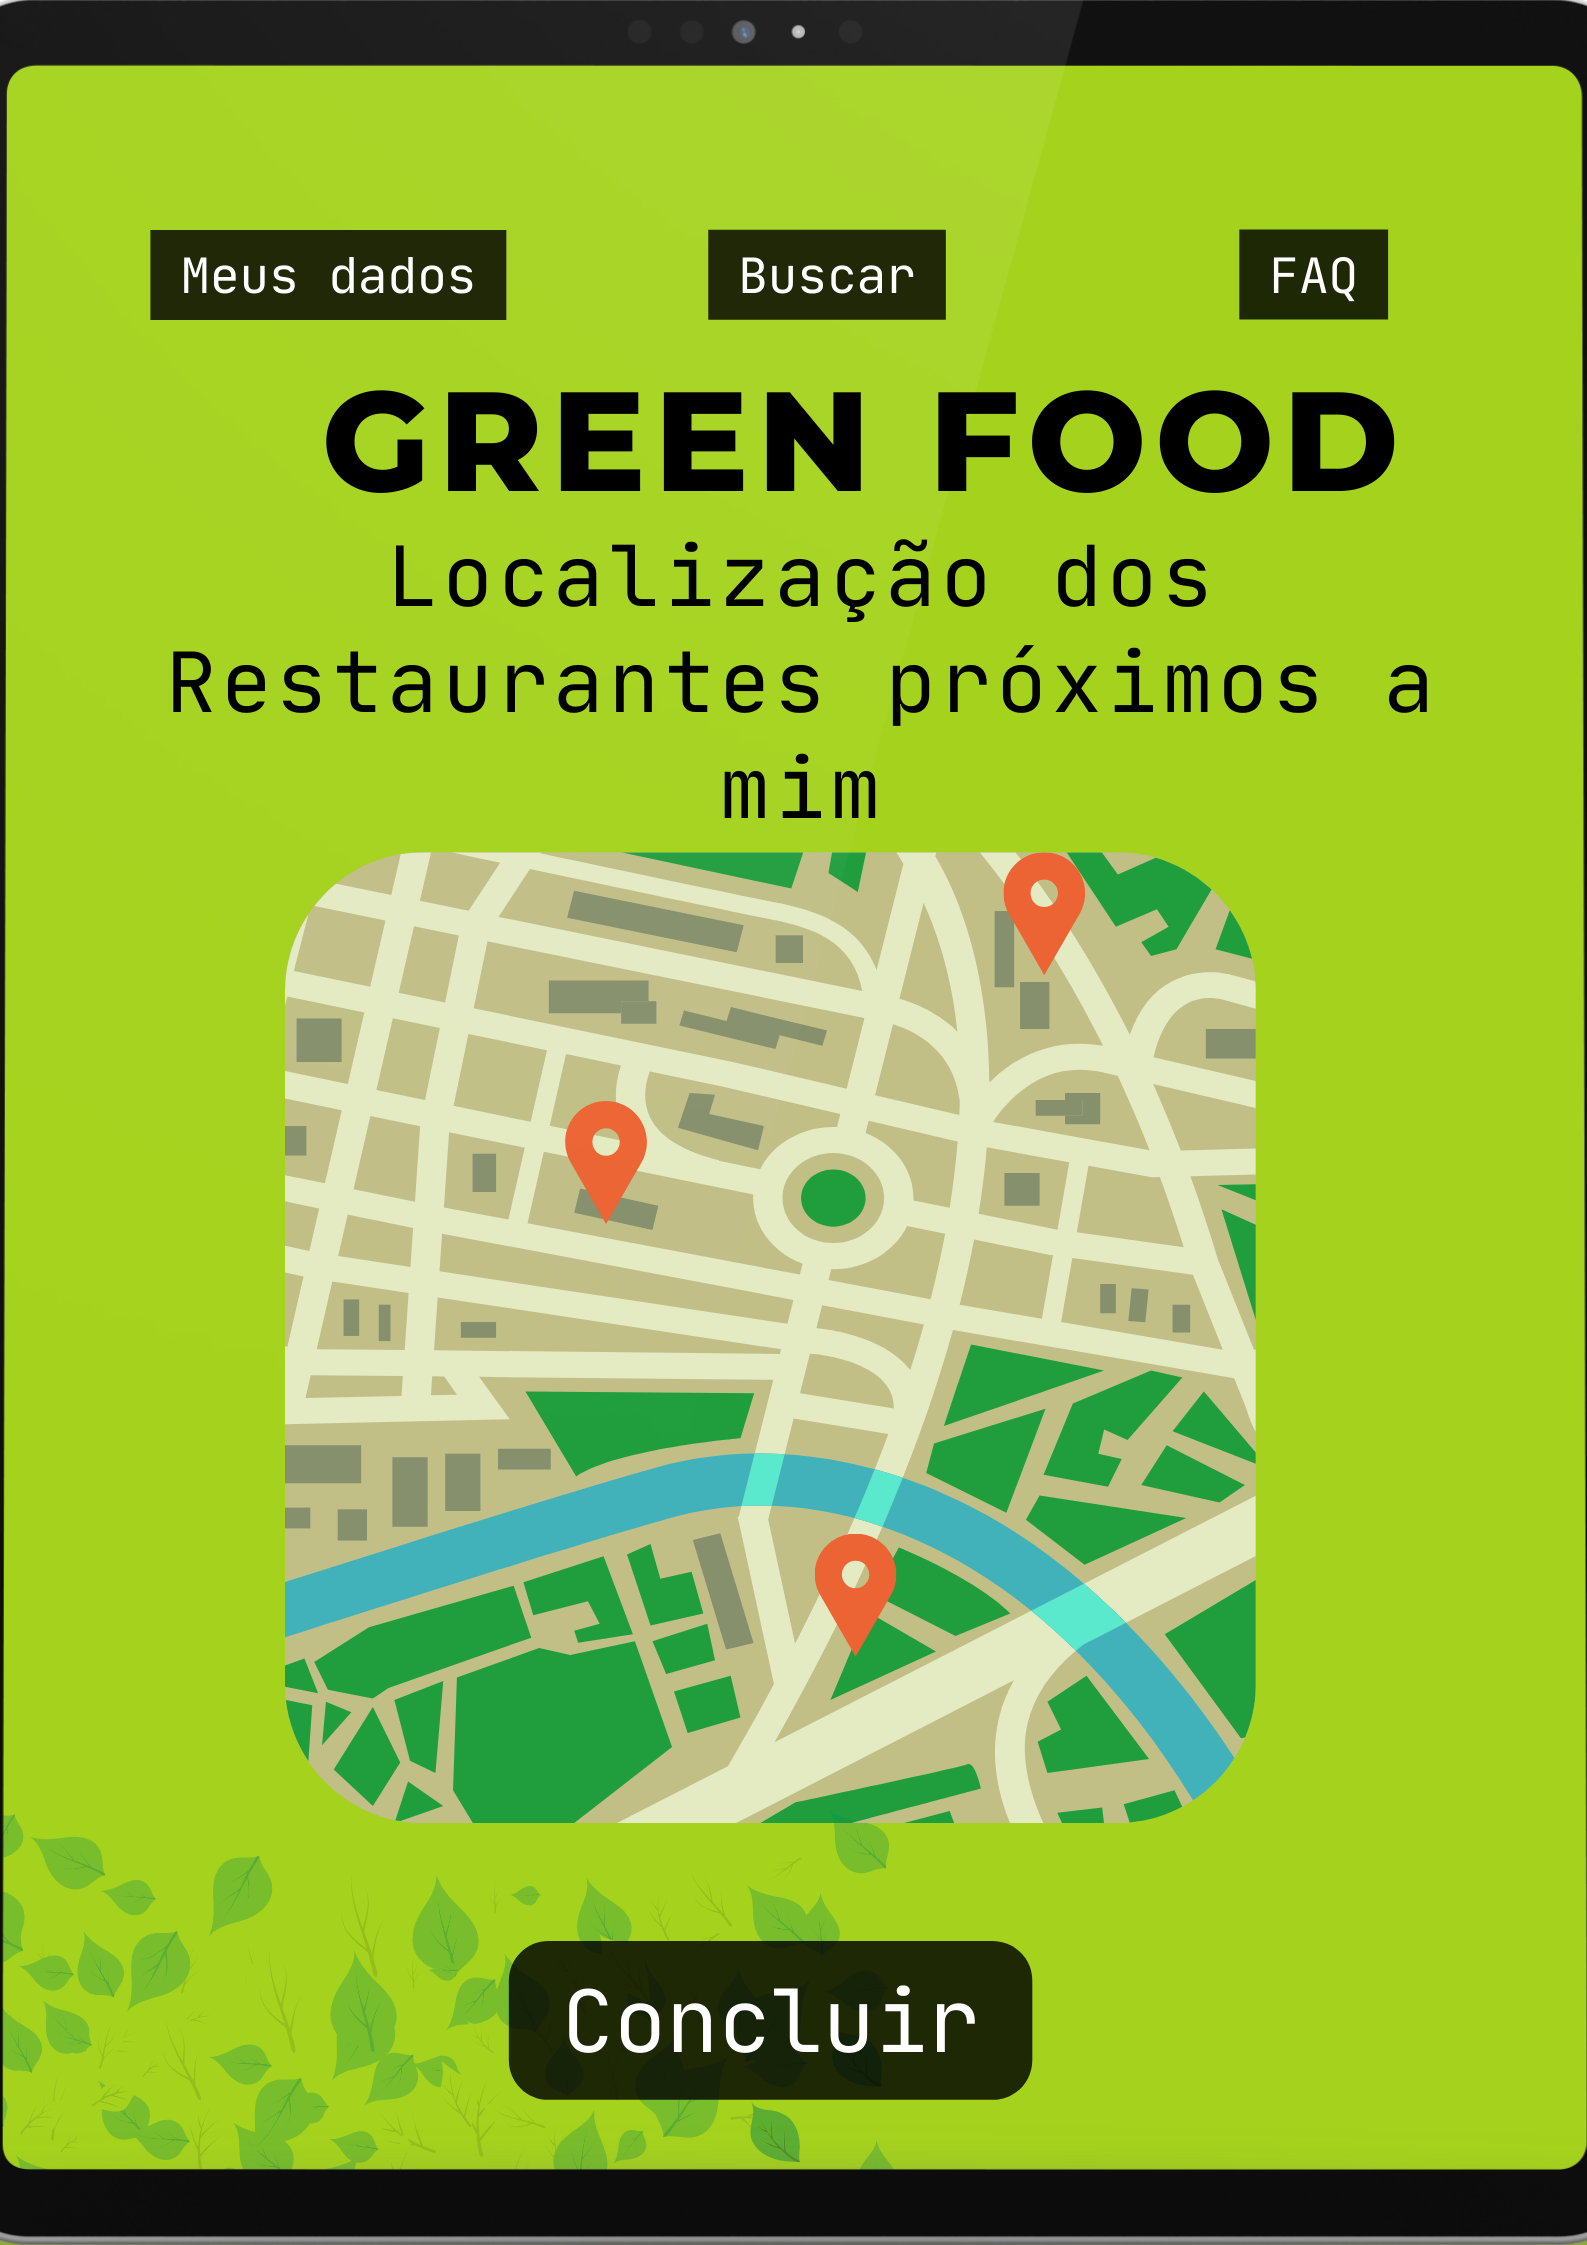 Meus dados
Buscar
FAQ
GREEN FOOD
Localização dos
Restaurantes próximos a
mim
Concluir